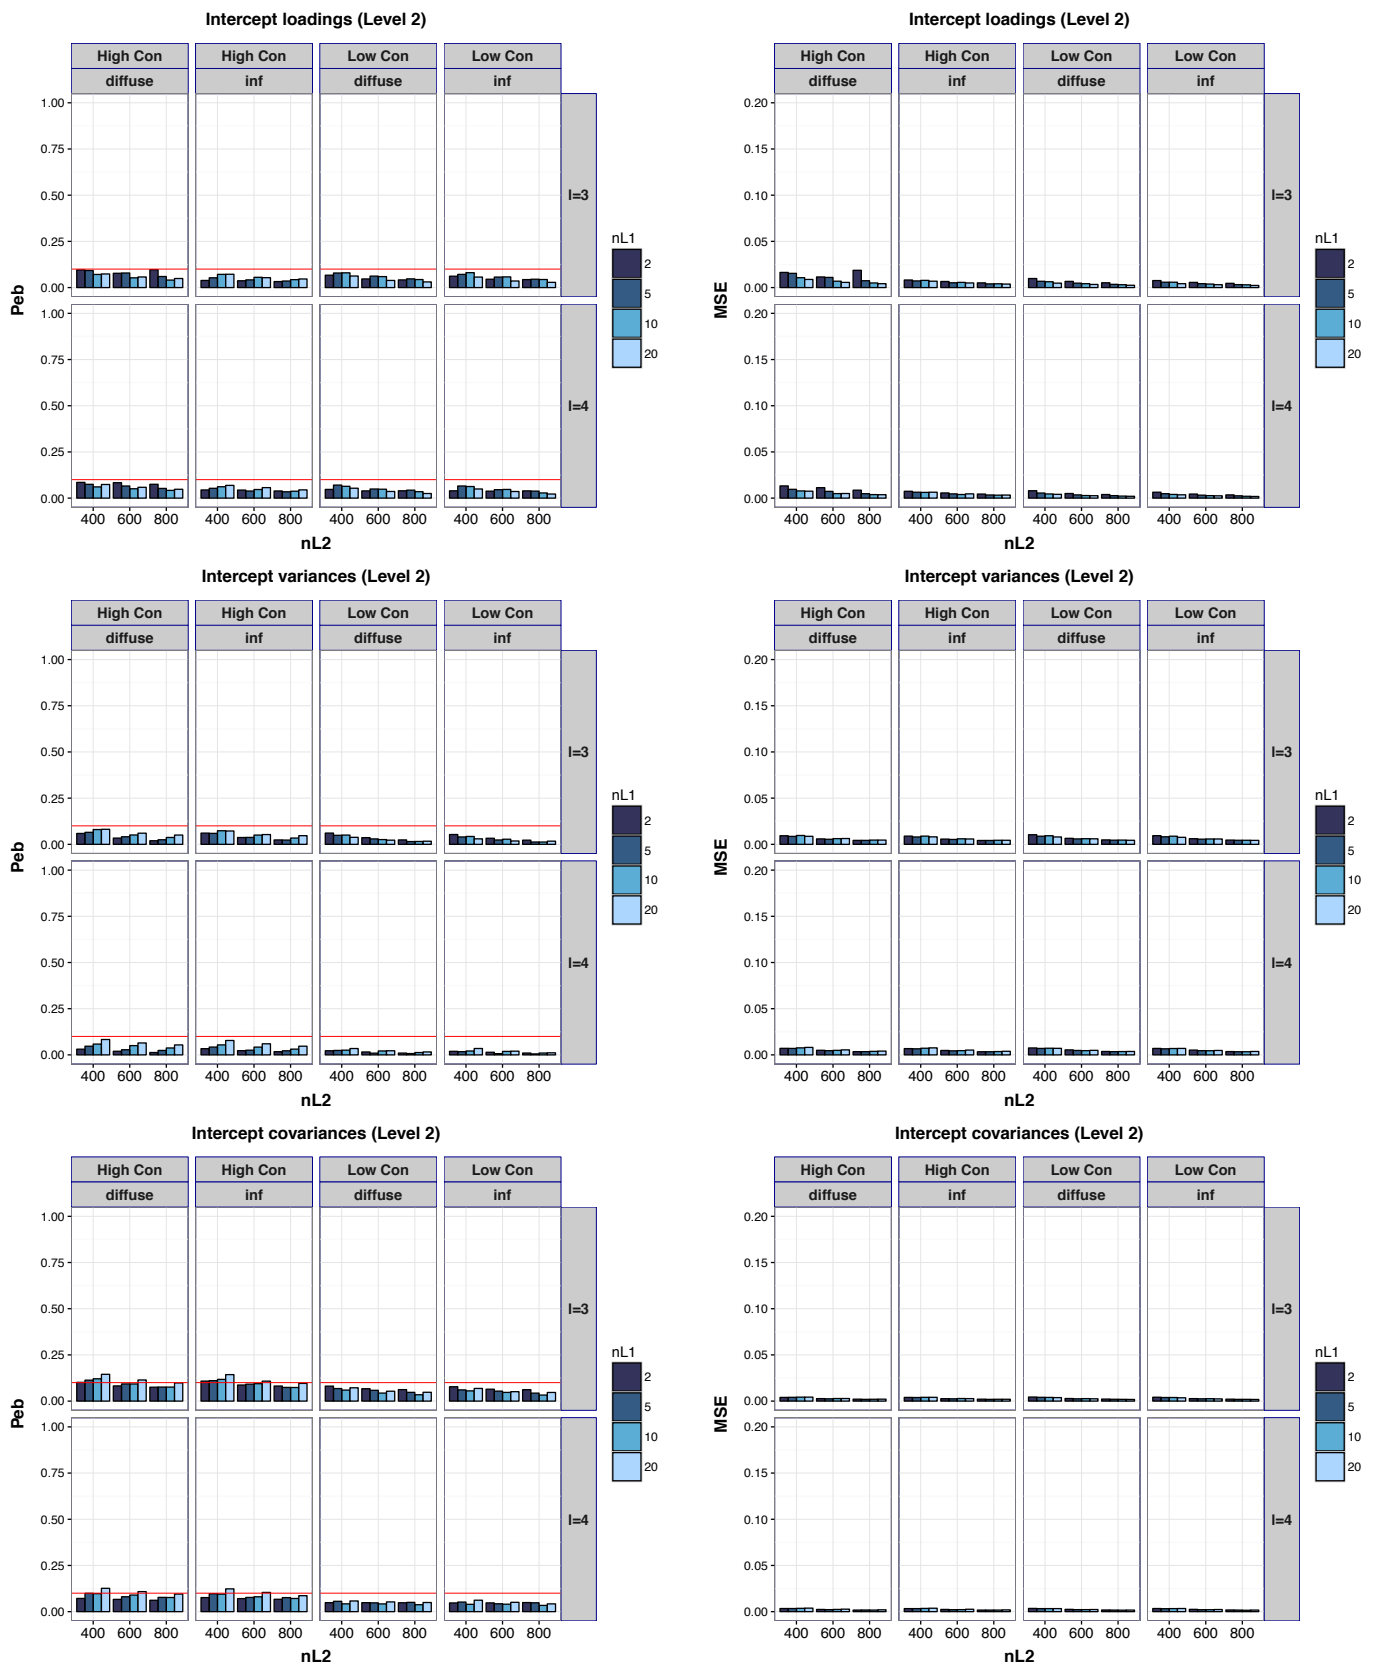 Intercept loadings (Level 2)
High Con High Con Low Con Low Con
diffuse inf diffuse inf
1.00
0.75
0.50
0.25
0.00
l=3
1.00
0.75
0.50
0.25
0.00
l=4
Peb
400 600 800 400 600 800 400 600 800 400 600 800
nL2
nL1
2
5
10
20
Intercept loadings (Level 2)
High Con High Con Low Con Low Con
diffuse inf diffuse inf
0.20
0.15
0.10
0.05
0.00
l=3
0.20
0.15
0.10
0.05
0.00
l=4
MSE
400 600 800 400 600 800 400 600 800 400 600 800
nL2
nL1
2
5
10
20
Intercept variances (Level 2)
High Con High Con Low Con Low Con
diffuse inf diffuse inf
1.00
0.75
0.50
0.25
0.00
l=3
1.00
0.75
0.50
0.25
0.00
l=4
Peb
400 600 800 400 600 800 400 600 800 400 600 800
nL2
nL1
2
5
10
20
Intercept variances (Level 2)
High Con High Con Low Con Low Con
diffuse inf diffuse inf
0.20
0.15
0.10
0.05
0.00
l=3
0.20
0.15
0.10
0.05
0.00
l=4
MSE
400 600 800 400 600 800 400 600 800 400 600 800
nL2
nL1
2
5
10
20
Intercept covariances (Level 2)
High Con High Con Low Con Low Con
diffuse inf diffuse inf
1.00
0.75
0.50
0.25
0.00
l=3
1.00
0.75
0.50
0.25
0.00
l=4
Peb
400 600 800 400 600 800 400 600 800 400 600 800
nL2
nL1
2
5
10
20
Intercept covariances (Level 2)
High Con High Con Low Con Low Con
diffuse inf diffuse inf
0.20
0.15
0.10
0.05
0.00
l=3
0.20
0.15
0.10
0.05
0.00
l=4
MSE
400 600 800 400 600 800 400 600 800 400 600 800
nL2
nL1
2
5
10
20